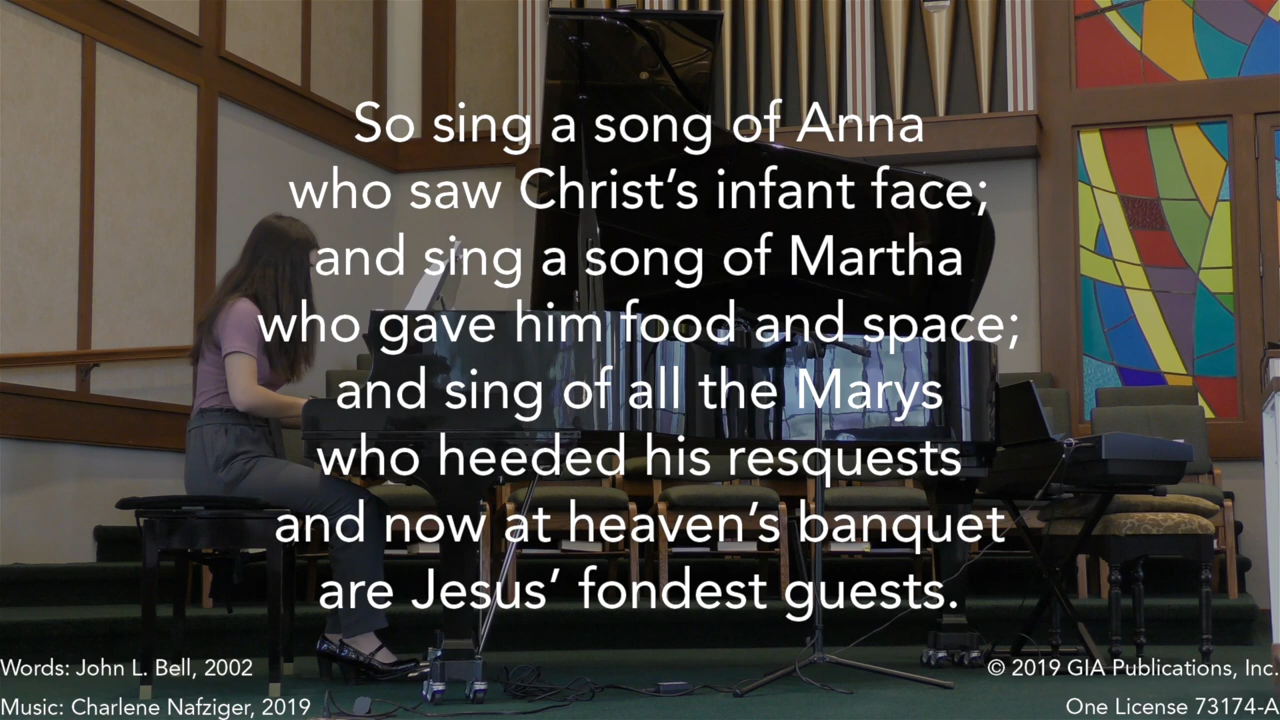 So sing a song of Anna
who saw Christ's infant face;
and sing a song of Martha
who gave him food and space;
and sing of all the Marys
who heeded his resquests
and now at heaven's banquet
are Jesus' fondest guests.
Words: John L. Bell, 2002
Music: Charlene Nafziger, 2019
© 2019 GIA Publications, Inc.
One License 73174-A